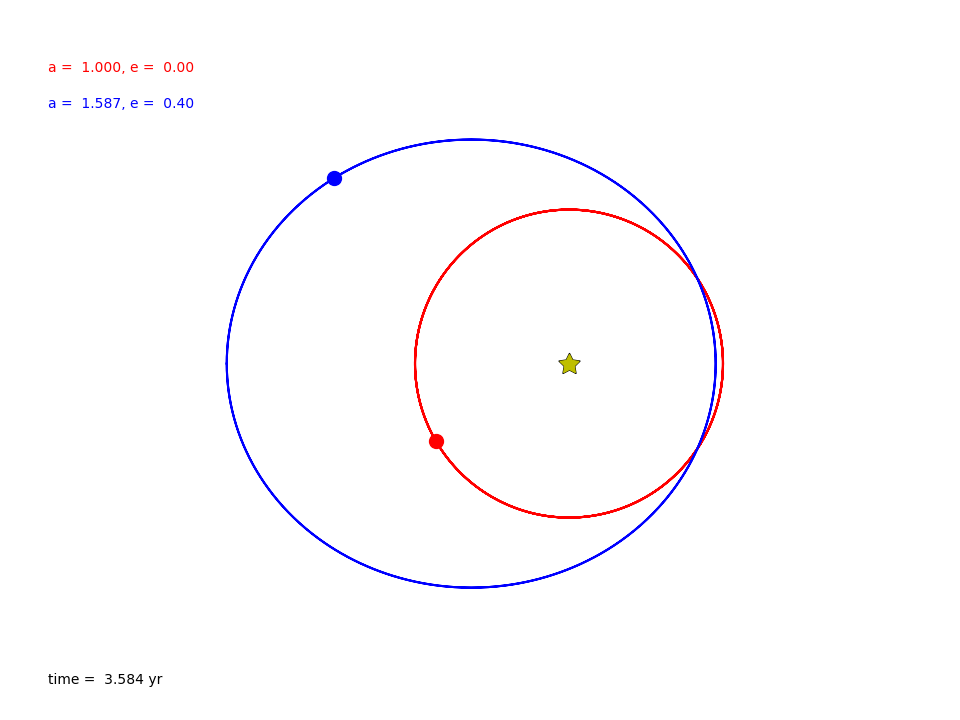 a =  1.000, e =  0.00
a =  1.587, e =  0.40
time =  3.584 yr